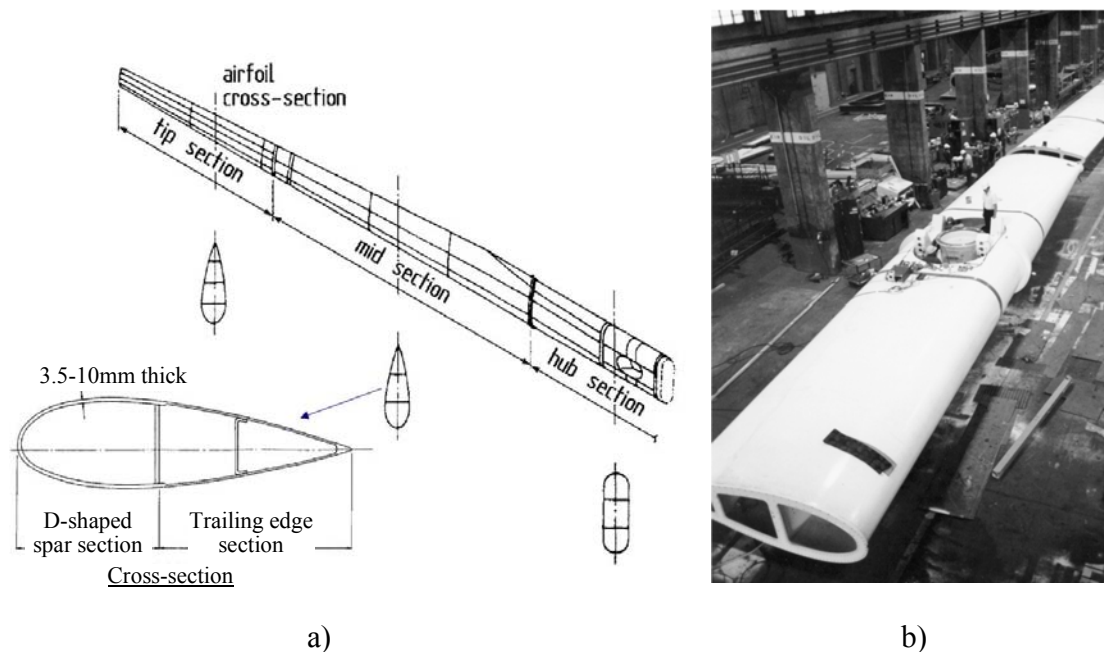 airfoil
cross-section
tip section
mid section
hub section
3.5-10mm thick
D-shaped
spar section
Trailing edge
section
Cross-section
a)
b)